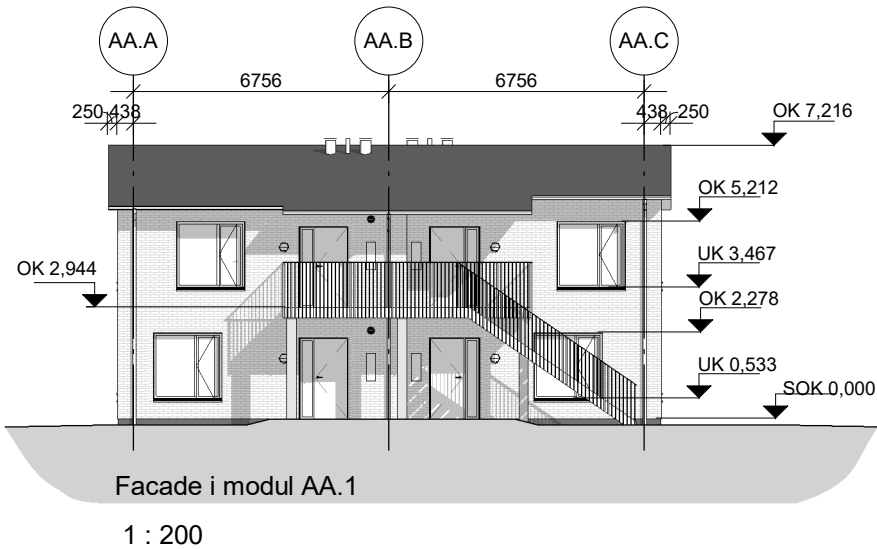 AA.A AA.B AA.C
6756 6756
250 438 438 250
OK 7,216
OK 5,212
UK 3,467
OK 2,944
OK 2,278
UK 0,533
SOK 0,000
Facade i modul AA.1
1 : 200